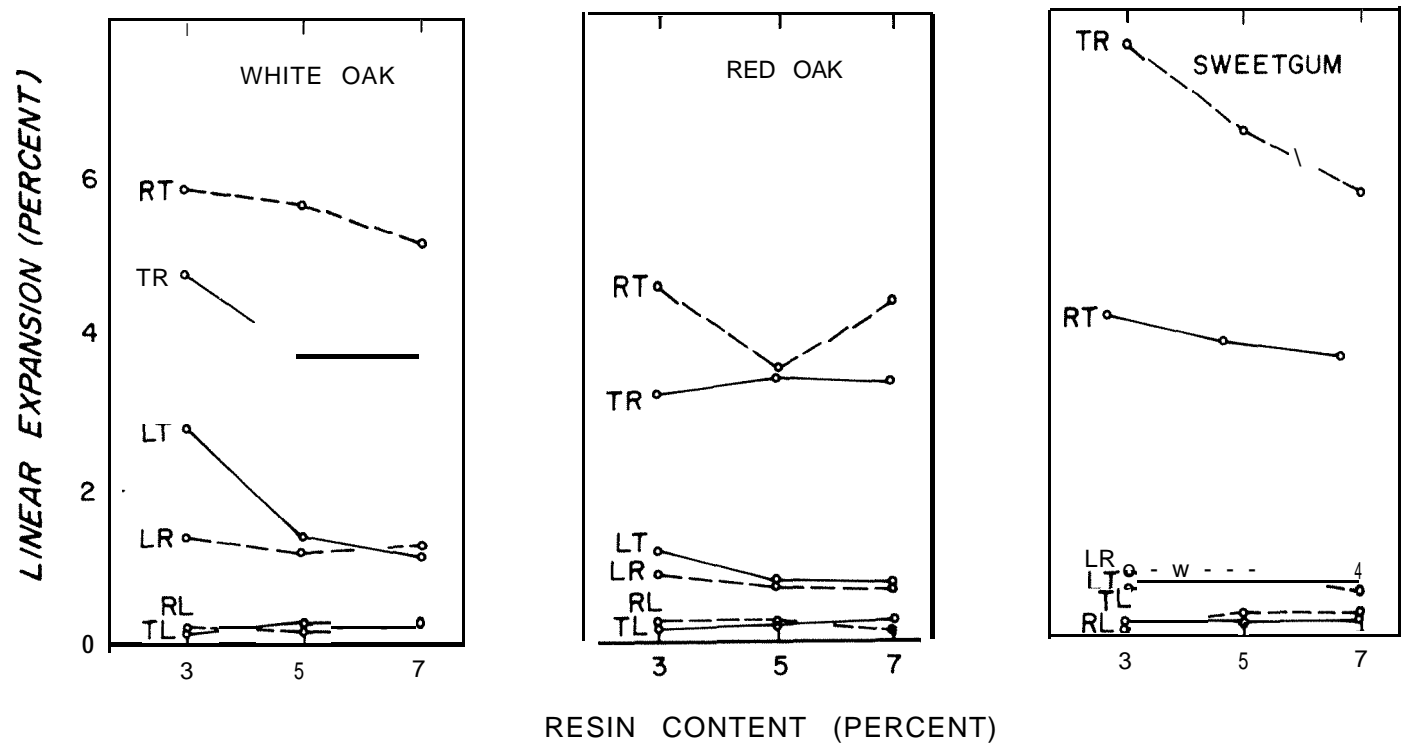 LINEAR EXPANSION (PERCENT)
6
4
2
0
WHITE OAK
RT
TR
LT
LR
RL
TL
3 5 7
RED OAK
RT
TR
LT
LR
RL
TL
3 5 7
SWEETGUM
TR
RT
LR
- w - - - 4
LT
TL
RL
3 5 7
RESIN CONTENT (PERCENT)